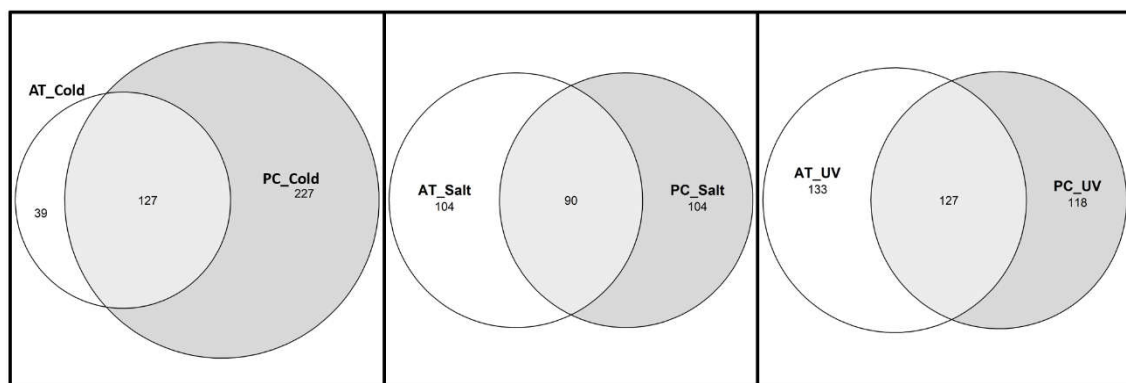 AT_Cold
39
127
PC_Cold
227
AT_Salt
104
90
PC_Salt
104
AT_UV
133
127
PC_UV
118